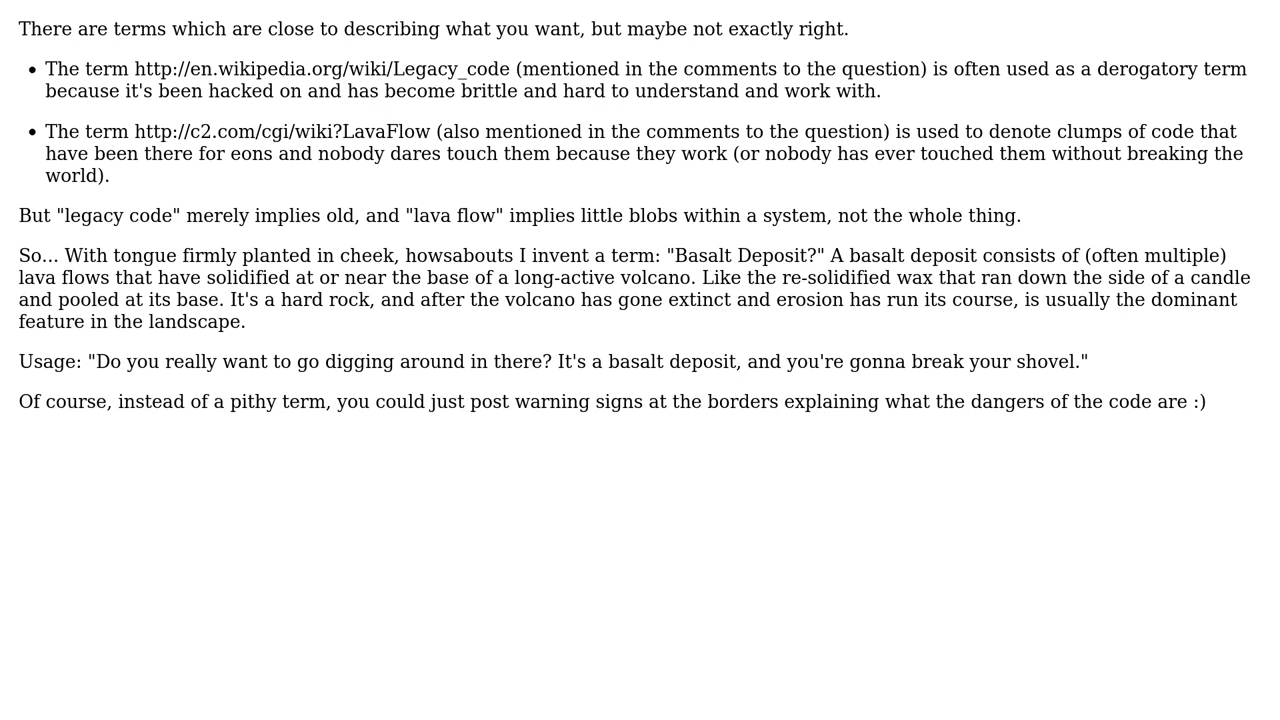 There are terms which are close to describing what you want, but maybe not exactly right.
• The term http://en.wikipedia.org/wiki/Legacy_code (mentioned in the comments to the question) is often used as a derogatory term
because it's been hacked on and has become brittle and hard to understand and work with.
• The term http://c2.com/cgi/wiki?LavaFlow (also mentioned in the comments to the question) is used to denote clumps of code that
have been there for eons and nobody dares touch them because they work (or nobody has ever touched them without breaking the
world).
But "legacy code" merely implies old, and "lava flow" implies little blobs within a system, not the whole thing.
So... With tongue firmly planted in cheek, howsabouts I invent a term: "Basalt Deposit?" A basalt deposit consists of (often multiple)
lava flows that have solidified at or near the base of a long-active volcano. Like the re-solidified wax that ran down the side of a candle
and pooled at its base. It's a hard rock, and after the volcano has gone extinct and erosion has run its course, is usually the dominant
feature in the landscape.
Usage: "Do you really want to go digging around in there? It's a basalt deposit, and you're gonna break your shovel."
Of course, instead of a pithy term, you could just post warning signs at the borders explaining what the dangers of the code are :)